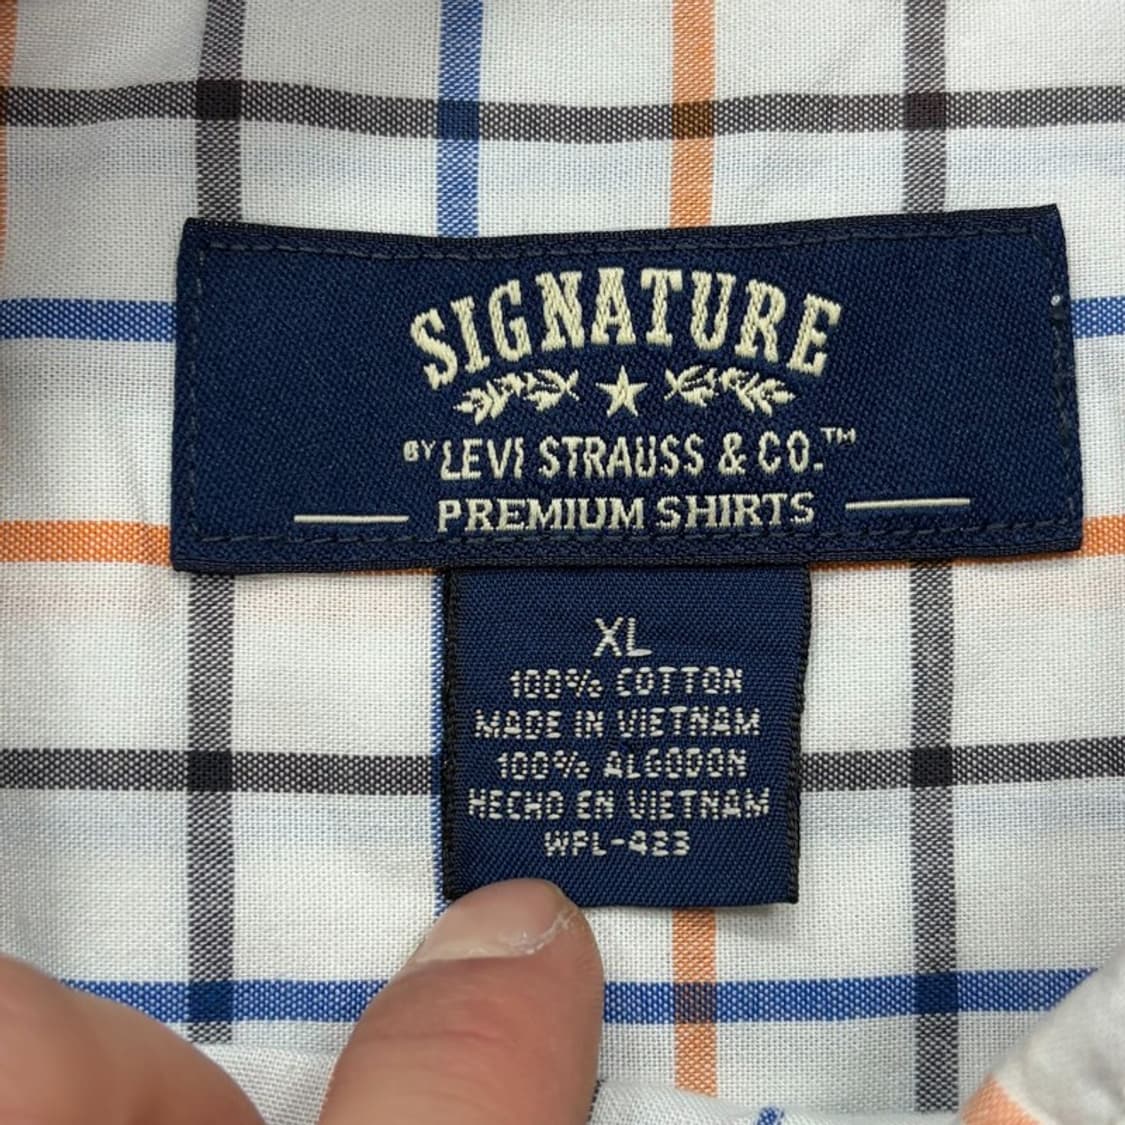 SIGNATURE
BY LEVI STRAUSS & CO.™
PREMIUM SHIRTS
XL
100% COTTON
MADE IN VIETNAM
100% ALGODON
HECHO EN VIETNAM
WPL-423